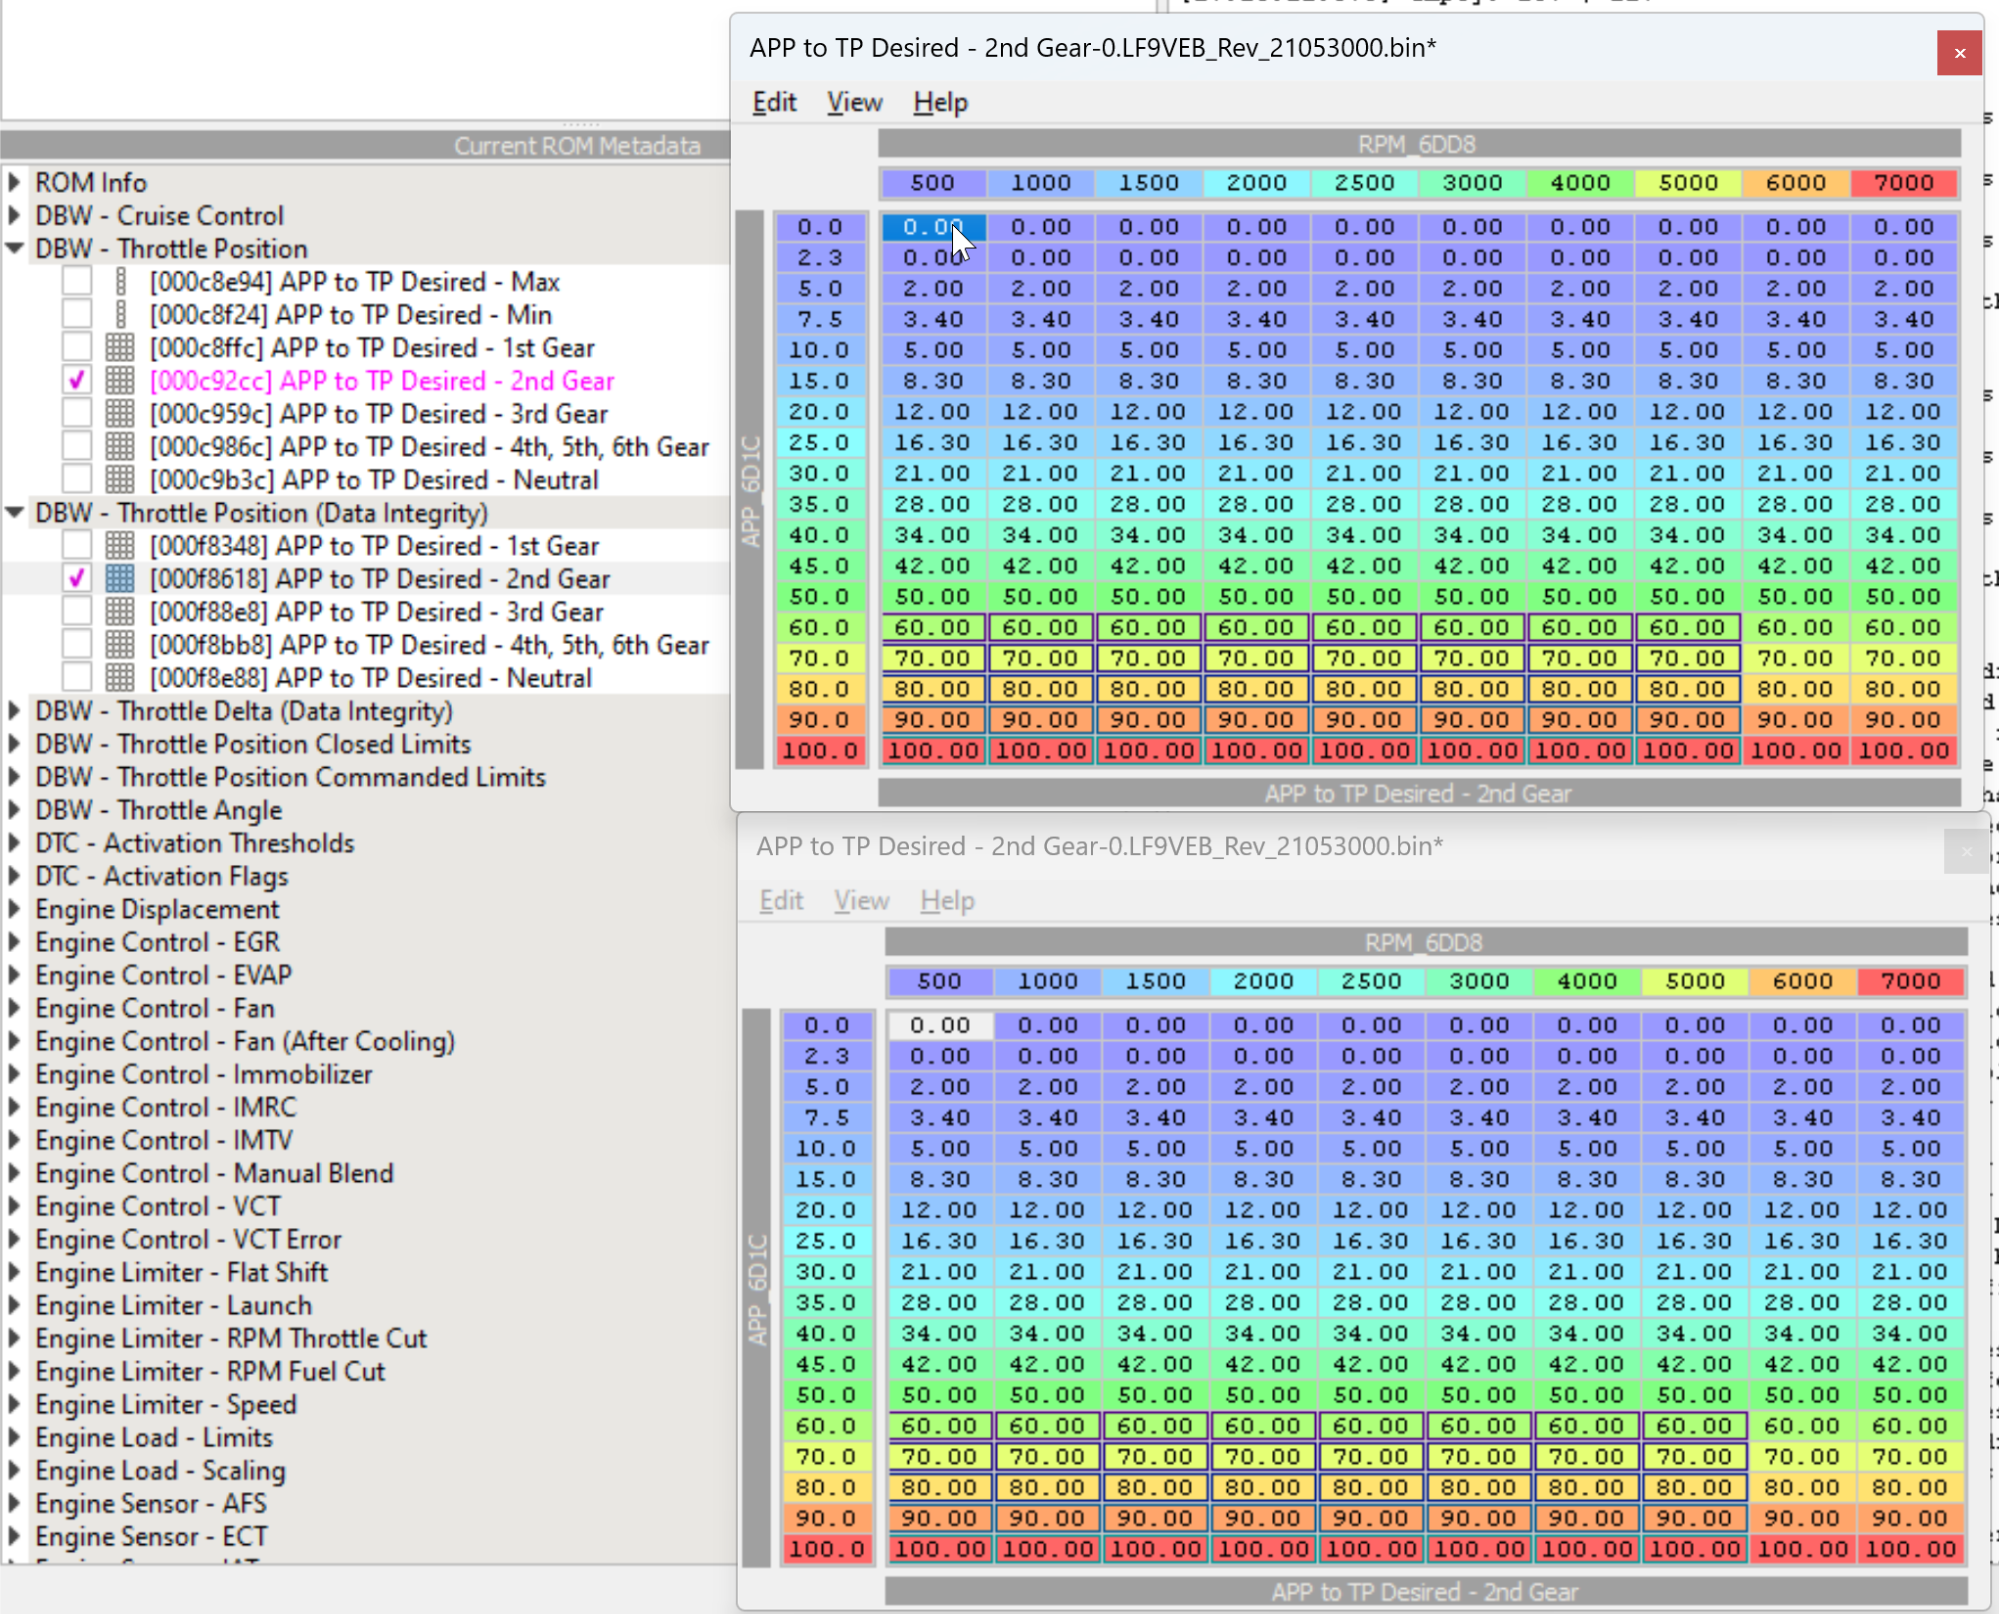 Current ROM Metadata
ROM Info
DBW - Cruise Control
DBW - Throttle Position
[000c8e94] APP to TP Desired - Max
[000c8f24] APP to TP Desired - Min
[000c8ffc] APP to TP Desired - 1st Gear
[000c92cc] APP to TP Desired - 2nd Gear
[000c959c] APP to TP Desired - 3rd Gear
[000c986c] APP to TP Desired - 4th, 5th, 6th Gear
[000c9b3c] APP to TP Desired - Neutral
DBW - Throttle Position (Data Integrity)
[000f8348] APP to TP Desired - 1st Gear
[000f8618] APP to TP Desired - 2nd Gear
[000f88e8] APP to TP Desired - 3rd Gear
[000f8bb8] APP to TP Desired - 4th, 5th, 6th Gear
[000f8e88] APP to TP Desired - Neutral
DBW - Throttle Delta (Data Integrity)
DBW - Throttle Position Closed Limits
DBW - Throttle Position Commanded Limits
DBW - Throttle Angle
DTC - Activation Thresholds
DTC - Activation Flags
Engine Displacement
Engine Control - EGR
Engine Control - EVAP
Engine Control - Fan
Engine Control - Fan (After Cooling)
Engine Control - Immobilizer
Engine Control - IMRC
Engine Control - IMTV
Engine Control - Manual Blend
Engine Control - VCT
Engine Control - VCT Error
Engine Limiter - Flat Shift
Engine Limiter - Launch
Engine Limiter - RPM Throttle Cut
Engine Limiter - RPM Fuel Cut
Engine Limiter - Speed
Engine Load - Limits
Engine Load - Scaling
Engine Sensor - AFS
Engine Sensor - ECT
APP to TP Desired - 2nd Gear-0.LF9VEB_Rev_21053000.bin*
Edit View Help
RPM_6DD8
500 1000 1500 2000 2500 3000 4000 5000 6000 7000
APP_6D1C
0.0 0.00 0.00 0.00 0.00 0.00 0.00 0.00 0.00 0.00 0.00
2.3 0.00 0.00 0.00 0.00 0.00 0.00 0.00 0.00 0.00 0.00
5.0 2.00 2.00 2.00 2.00 2.00 2.00 2.00 2.00 2.00 2.00
7.5 3.40 3.40 3.40 3.40 3.40 3.40 3.40 3.40 3.40 3.40
10.0 5.00 5.00 5.00 5.00 5.00 5.00 5.00 5.00 5.00 5.00
15.0 8.30 8.30 8.30 8.30 8.30 8.30 8.30 8.30 8.30 8.30
20.0 12.00 12.00 12.00 12.00 12.00 12.00 12.00 12.00 12.00 12.00
25.0 16.30 16.30 16.30 16.30 16.30 16.30 16.30 16.30 16.30 16.30
30.0 21.00 21.00 21.00 21.00 21.00 21.00 21.00 21.00 21.00 21.00
35.0 28.00 28.00 28.00 28.00 28.00 28.00 28.00 28.00 28.00 28.00
40.0 34.00 34.00 34.00 34.00 34.00 34.00 34.00 34.00 34.00 34.00
45.0 42.00 42.00 42.00 42.00 42.00 42.00 42.00 42.00 42.00 42.00
50.0 50.00 50.00 50.00 50.00 50.00 50.00 50.00 50.00 50.00 50.00
60.0 60.00 60.00 60.00 60.00 60.00 60.00 60.00 60.00 60.00 60.00
70.0 70.00 70.00 70.00 70.00 70.00 70.00 70.00 70.00 70.00 70.00
80.0 80.00 80.00 80.00 80.00 80.00 80.00 80.00 80.00 80.00 80.00
90.0 90.00 90.00 90.00 90.00 90.00 90.00 90.00 90.00 90.00 90.00
100.0 100.00 100.00 100.00 100.00 100.00 100.00 100.00 100.00 100.00 100.00
APP to TP Desired - 2nd Gear
APP to TP Desired - 2nd Gear-0.LF9VEB_Rev_21053000.bin*
Edit View Help
RPM_6DD8
500 1000 1500 2000 2500 3000 4000 5000 6000 7000
APP_6D1C
0.0 0.00 0.00 0.00 0.00 0.00 0.00 0.00 0.00 0.00 0.00
2.3 0.00 0.00 0.00 0.00 0.00 0.00 0.00 0.00 0.00 0.00
5.0 2.00 2.00 2.00 2.00 2.00 2.00 2.00 2.00 2.00 2.00
7.5 3.40 3.40 3.40 3.40 3.40 3.40 3.40 3.40 3.40 3.40
10.0 5.00 5.00 5.00 5.00 5.00 5.00 5.00 5.00 5.00 5.00
15.0 8.30 8.30 8.30 8.30 8.30 8.30 8.30 8.30 8.30 8.30
20.0 12.00 12.00 12.00 12.00 12.00 12.00 12.00 12.00 12.00 12.00
25.0 16.30 16.30 16.30 16.30 16.30 16.30 16.30 16.30 16.30 16.30
30.0 21.00 21.00 21.00 21.00 21.00 21.00 21.00 21.00 21.00 21.00
35.0 28.00 28.00 28.00 28.00 28.00 28.00 28.00 28.00 28.00 28.00
40.0 34.00 34.00 34.00 34.00 34.00 34.00 34.00 34.00 34.00 34.00
45.0 42.00 42.00 42.00 42.00 42.00 42.00 42.00 42.00 42.00 42.00
50.0 50.00 50.00 50.00 50.00 50.00 50.00 50.00 50.00 50.00 50.00
60.0 60.00 60.00 60.00 60.00 60.00 60.00 60.00 60.00 60.00 60.00
70.0 70.00 70.00 70.00 70.00 70.00 70.00 70.00 70.00 70.00 70.00
80.0 80.00 80.00 80.00 80.00 80.00 80.00 80.00 80.00 80.00 80.00
90.0 90.00 90.00 90.00 90.00 90.00 90.00 90.00 90.00 90.00 90.00
100.0 100.00 100.00 100.00 100.00 100.00 100.00 100.00 100.00 100.00 100.00
APP to TP Desired - 2nd Gear